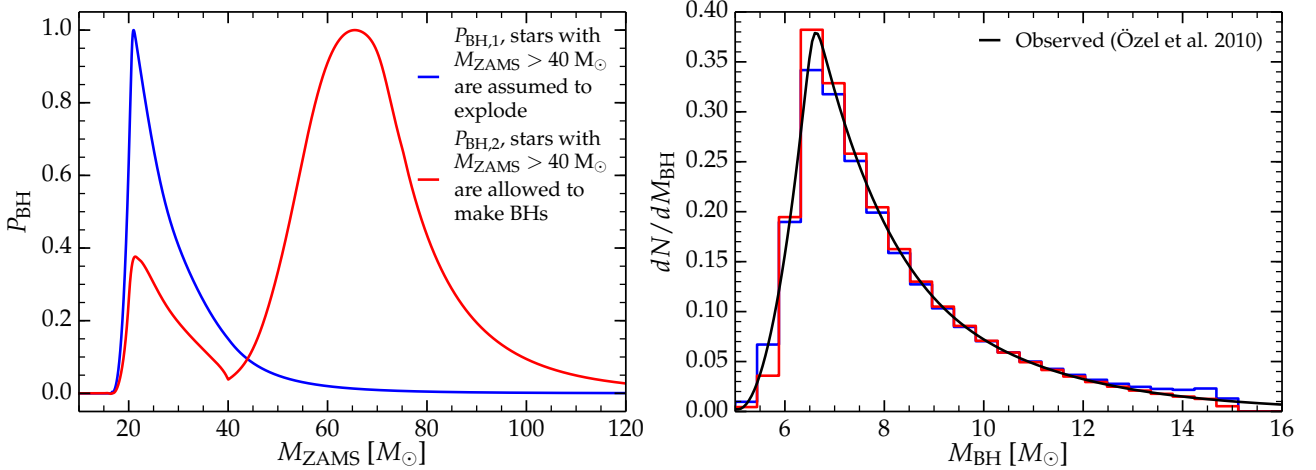 1.0
0.8
0.6
0.4
0.2
0.0
P_BH
20
40
60
80
100
120
M_ZAMS [M_⊙]
P_BH,1, stars with
M_ZAMS > 40 M_⊙
are assumed to
explode
P_BH,2, stars with
M_ZAMS > 40 M_⊙
are allowed to
make BHs
0.40
0.35
0.30
0.25
0.20
0.15
0.10
0.05
0.00
dN/dM_BH
6
8
10
12
14
16
M_BH [M_⊙]
Observed (Özel et al. 2010)